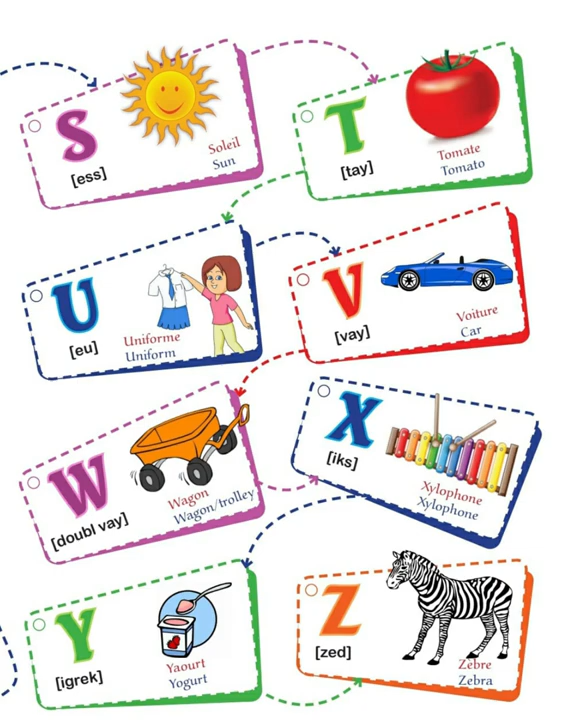 S
[ess]
Soleil
Sun
T
[tay]
Tomate
Tomato
U
[eu]
Uniforme
Uniform
V
[vay]
Voiture
Car
W
[doubl vay]
Wagon
Wagon/trolley
X
[iks]
Xylophone
Xylophone
Y
[igrek]
Yaourt
Yogurt
Z
[zed]
Zèbre
Zebra